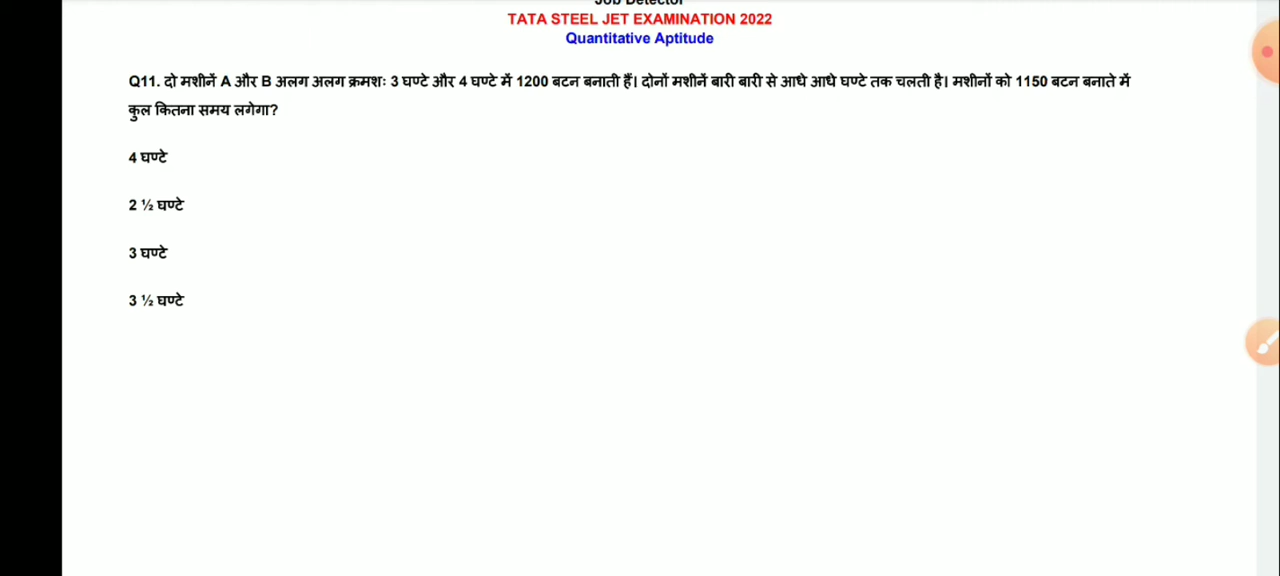 Job Detector
TATA STEEL JET EXAMINATION 2022
Quantitative Aptitude
Q11. दो मशीनें A और B अलग अलग क्रमशः 3 घण्टे और 4 घण्टे में 1200 बटन बनाती हैं। दोनों मशीनें बारी बारी से आधे आधे घण्टे तक चलती है। मशीनों को 1150 बटन बनाते में
कुल कितना समय लगेगा?
4 घण्टे
2 ½ घण्टे
3 घण्टे
3 ½ घण्टे